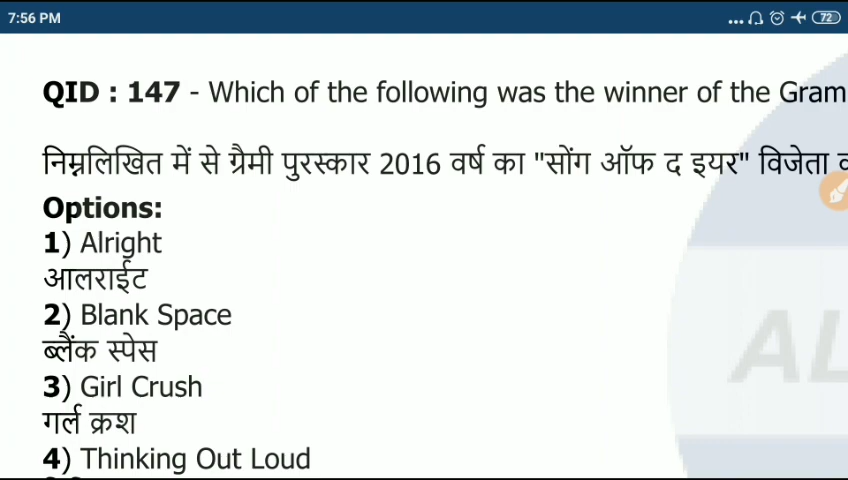 7:56 PM
72
QID : 147 - Which of the following was the winner of the Gram
निम्नलिखित में से ग्रैमी पुरस्कार 2016 वर्ष का "सोंग ऑफ द इयर" विजेता
Options:
1) Alright
आलराईट
2) Blank Space
ब्लैंक स्पेस
3) Girl Crush
गर्ल क्रश
4) Thinking Out Loud
AL